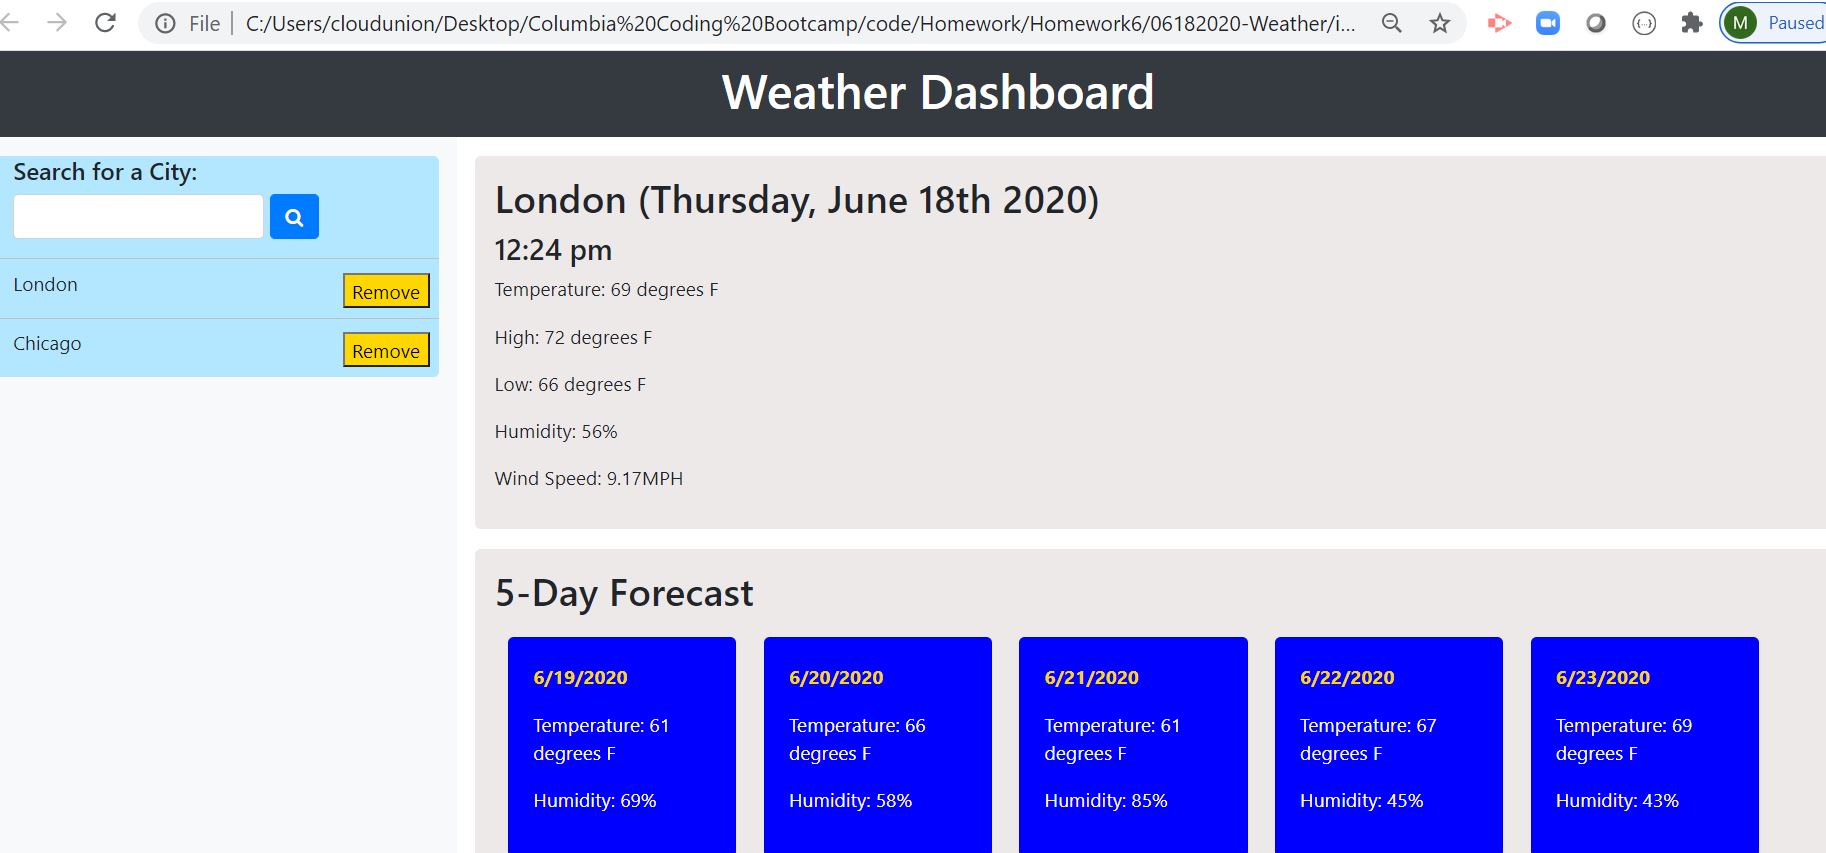 File
C:/Users/cloudunion/Desktop/Columbia%20Coding%20Bootcamp/code/Homework/Homework6/06182020-Weather/i...
M Paused
Weather Dashboard
Search for a City:
London
Remove
Chicago
Remove
London (Thursday, June 18th 2020)
12:24 pm
Temperature: 69 degrees F
High: 72 degrees F
Low: 66 degrees F
Humidity: 56%
Wind Speed: 9.17MPH
5-Day Forecast
6/19/2020
Temperature: 61
degrees F
Humidity: 69%
6/20/2020
Temperature: 66
degrees F
Humidity: 58%
6/21/2020
Temperature: 61
degrees F
Humidity: 85%
6/22/2020
Temperature: 67
degrees F
Humidity: 45%
6/23/2020
Temperature: 69
degrees F
Humidity: 43%